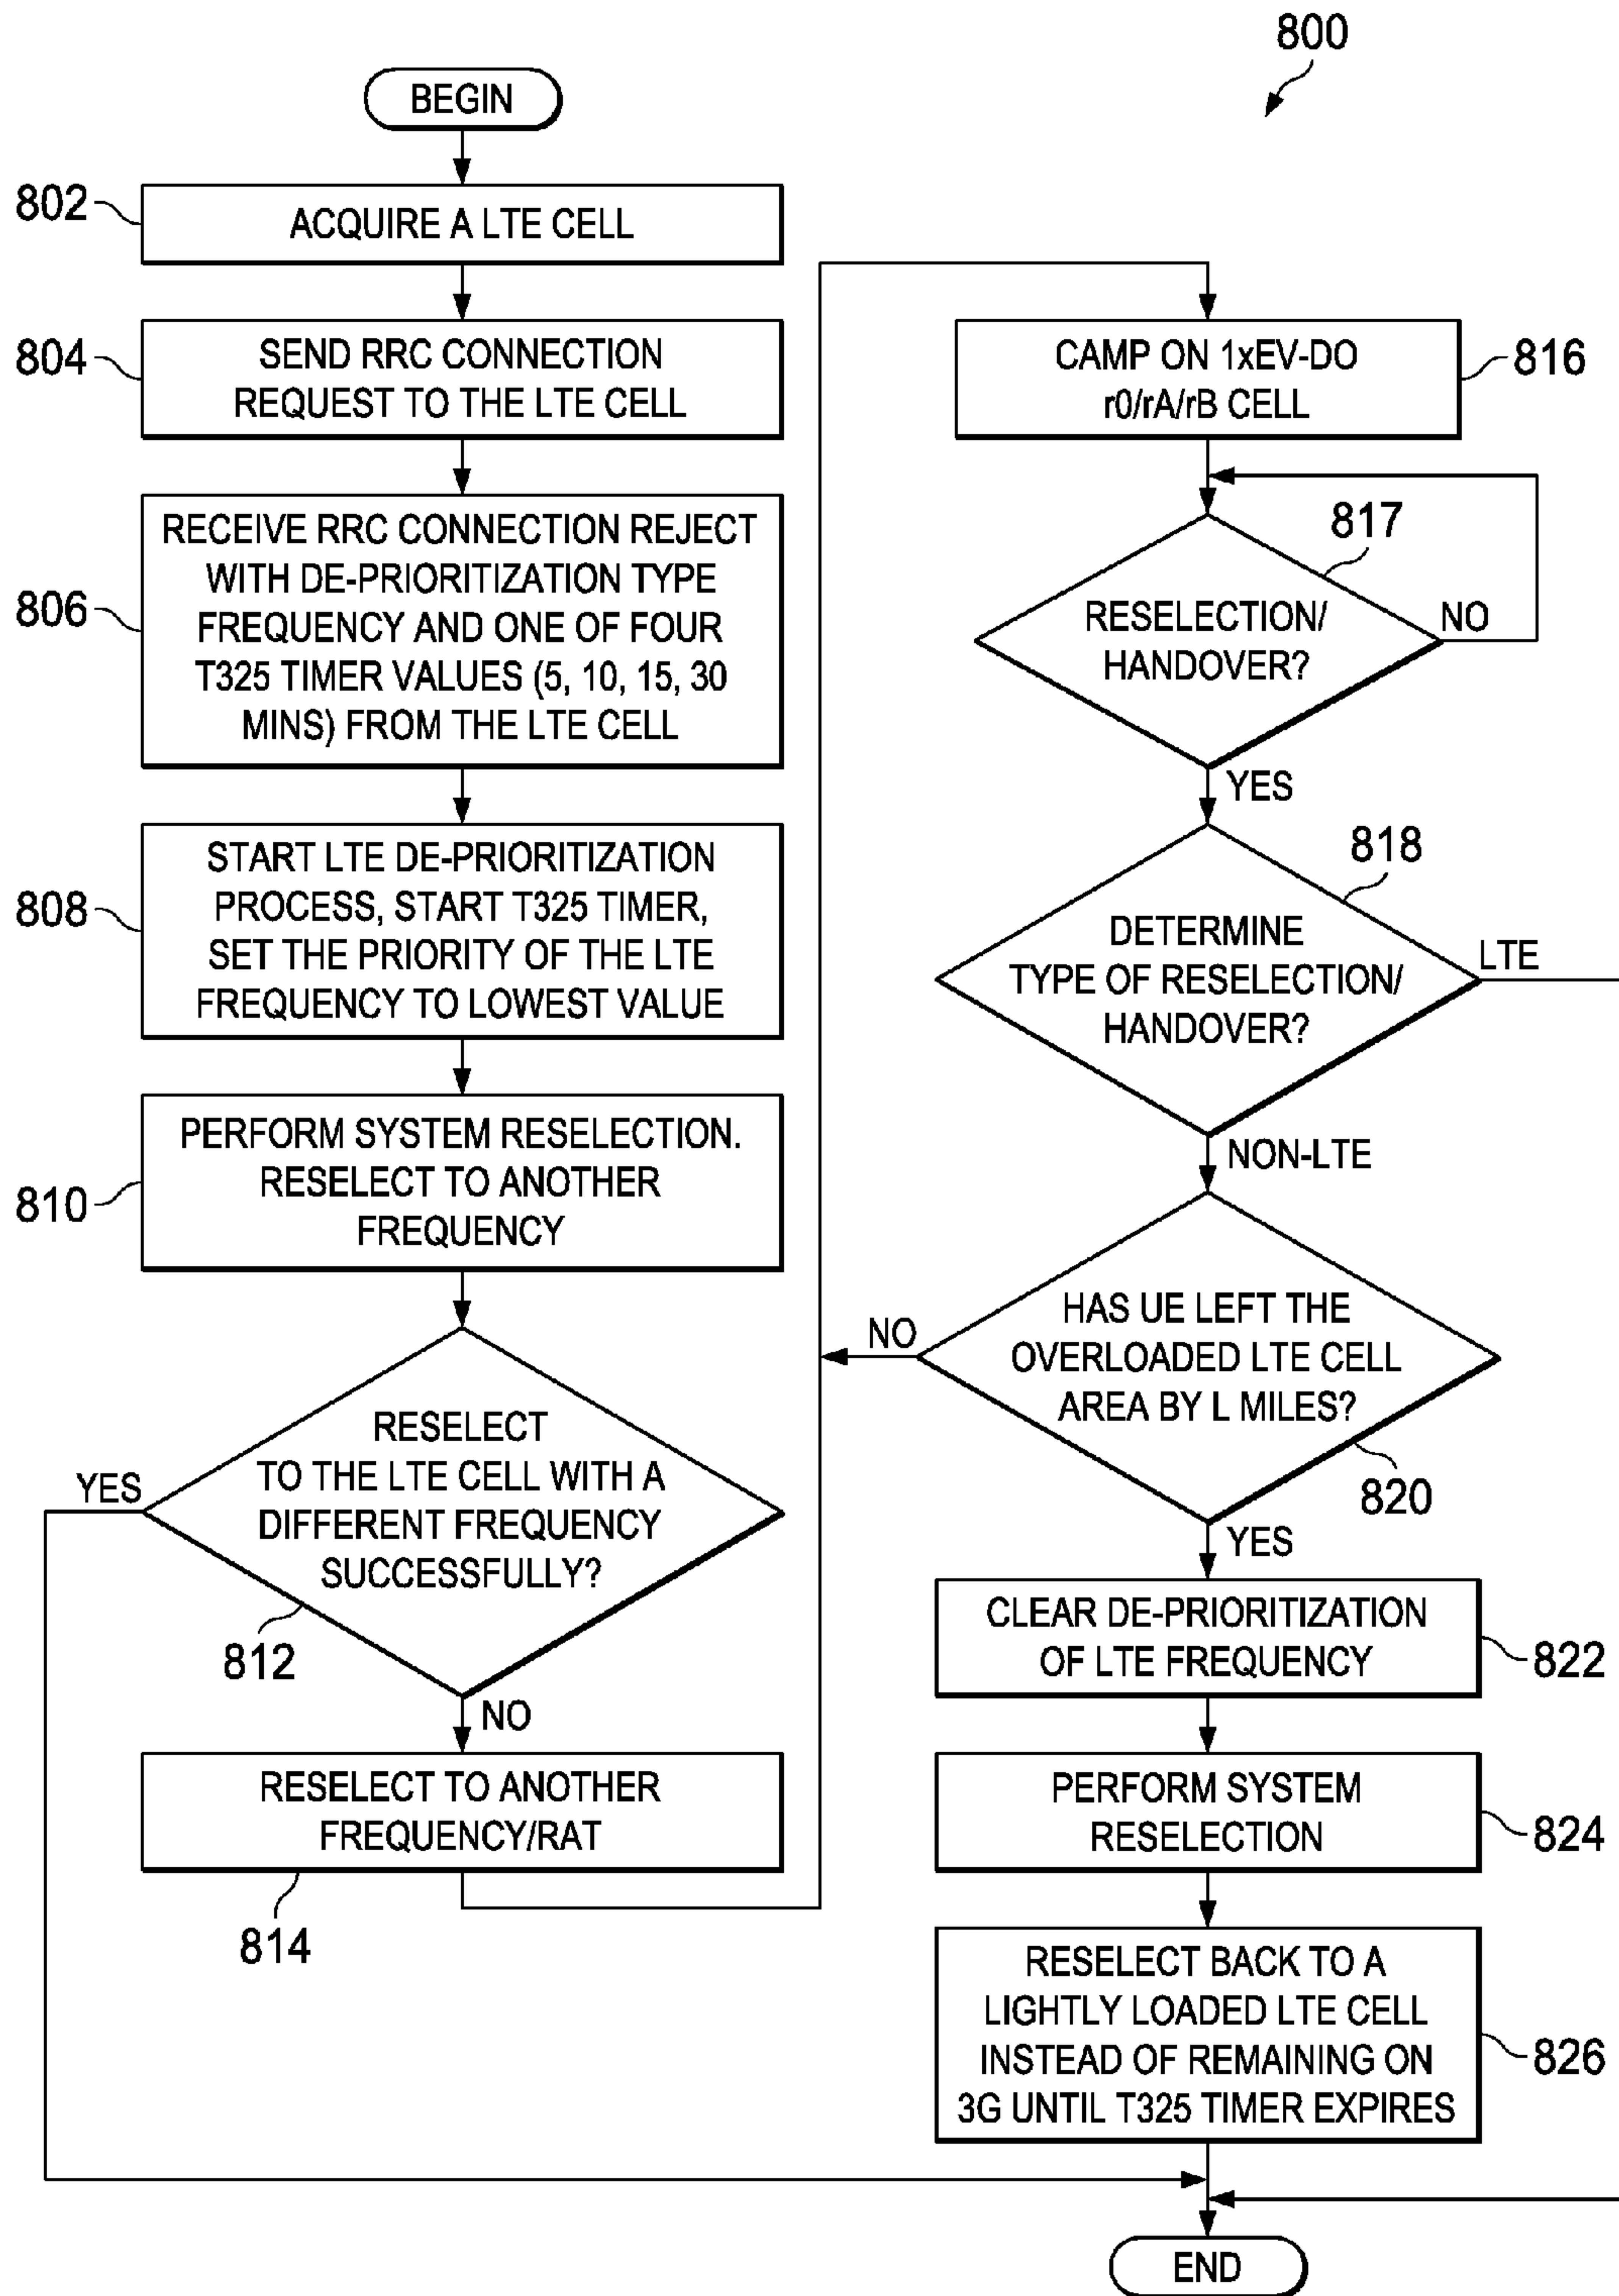 800
BEGIN
802
ACQUIRE A LTE CELL
804
SEND RRC CONNECTION
REQUEST TO THE LTE CELL
806
RECEIVE RRC CONNECTION REJECT
WITH DE-PRIORITIZATION TYPE
FREQUENCY AND ONE OF FOUR
T325 TIMER VALUES (5, 10, 15, 30
MINS) FROM THE LTE CELL
808
START LTE DE-PRIORITIZATION
PROCESS, START T325 TIMER,
SET THE PRIORITY OF THE LTE
FREQUENCY TO LOWEST VALUE
810
PERFORM SYSTEM RESELECTION.
RESELECT TO ANOTHER
FREQUENCY
RESELECT
TO THE LTE CELL WITH A
DIFFERENT FREQUENCY
SUCCESSFULLY?
YES
812
NO
RESELECT TO ANOTHER
FREQUENCY/RAT
814
CAMP ON 1xEV-DO
r0/rA/rB CELL
816
817
RESELECTION/
HANDOVER?
NO
YES
818
DETERMINE
TYPE OF RESELECTION/
HANDOVER?
LTE
NON-LTE
HAS UE LEFT THE
OVERLOADED LTE CELL
AREA BY L MILES?
NO
820
YES
CLEAR DE-PRIORITIZATION
OF LTE FREQUENCY
822
PERFORM SYSTEM
RESELECTION
824
RESELECT BACK TO A
LIGHTLY LOADED LTE CELL
INSTEAD OF REMAINING ON
3G UNTIL T325 TIMER EXPIRES
826
END